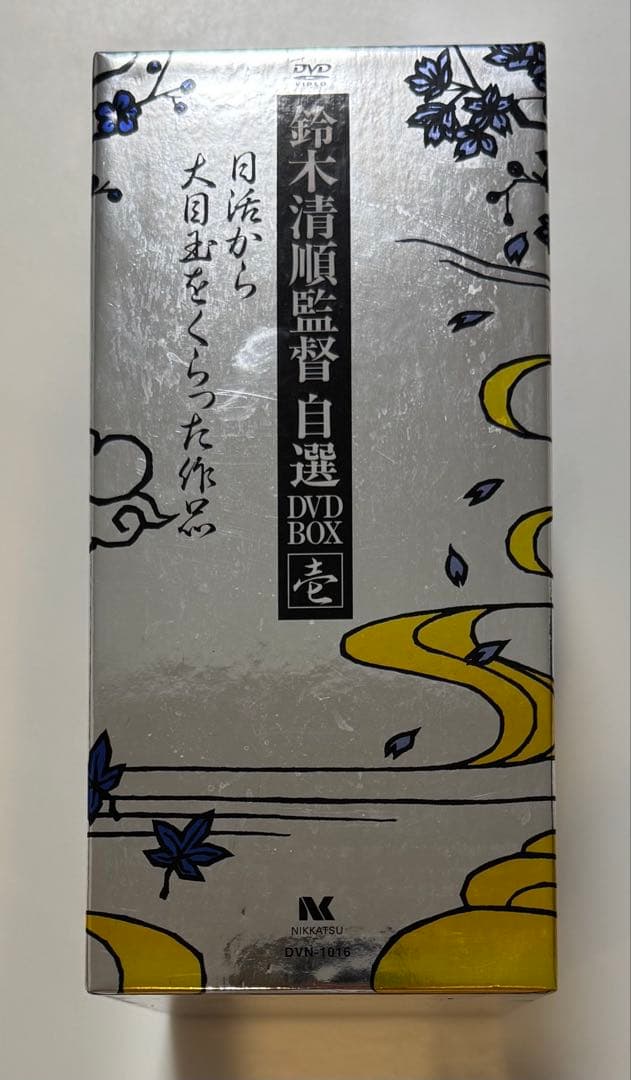 DVD
VIDEO
鈴木清順監督 自選
DVD
BOX
壱
日活から
大目玉をくらった作品
NIKKATSU
DVN-1016